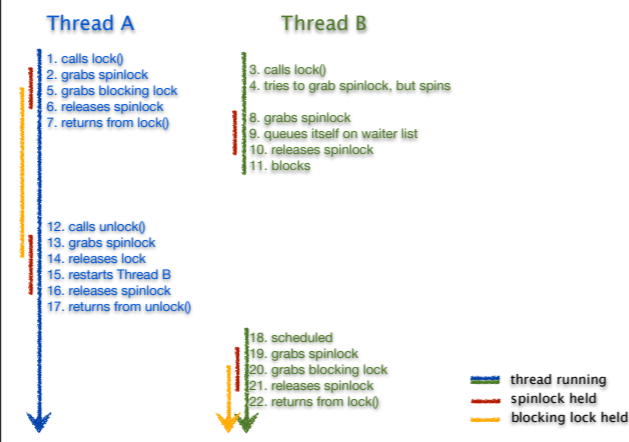 Thread A
1. calls lock()
2. grabs spinlock
5. grabs blocking lock
6. releases spinlock
7. returns from lock()
12. calls unlock()
13. grabs spinlock
14. releases lock
15. restarts Thread B
16. releases spinlock
17. returns from unlock()
Thread B
3. calls lock()
4. tries to grab spinlock, but spins
8. grabs spinlock
9. queues itself on waiter list
10. releases spinlock
11. blocks
18. scheduled
19. grabs spinlock
20. grabs blocking lock
21. releases spinlock
22. returns from lock()
thread running
spinlock held
blocking lock held